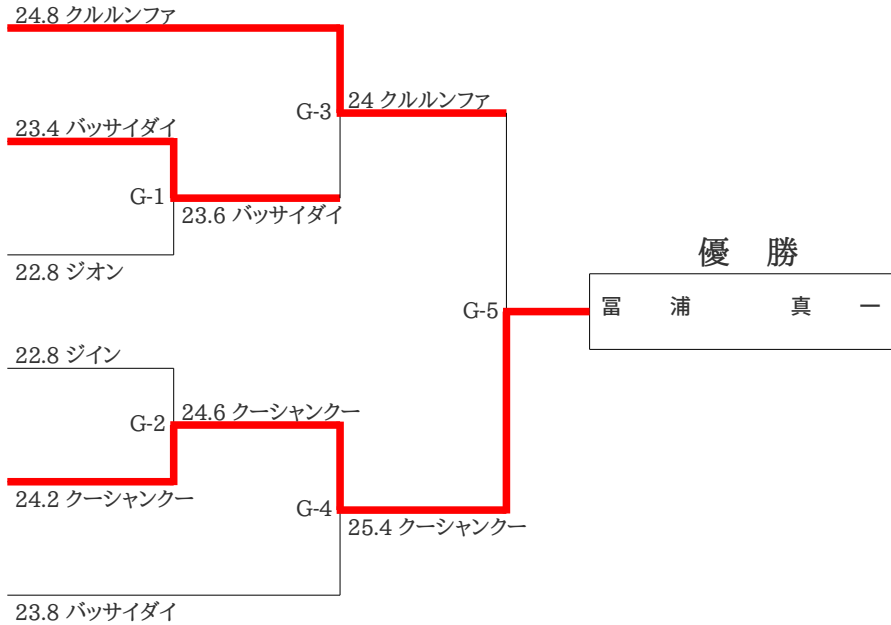 24.8 クルルンファ
G-3
24 クルルンファ
23.4 バッサイダイ
G-1
23.6 バッサイダイ
22.8 ジオン
優 勝
G-5
冨 浦 真 一
22.8 ジイン
G-2
24.6 クーシャンクー
24.2 クーシャンクー
G-4
25.4 クーシャンクー
23.8 バッサイダイ